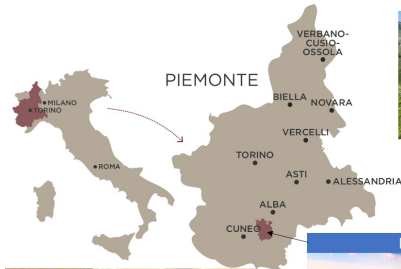 VERBANO-
CUSIO-
OSSOLA
PIEMONTE
BIELLA
NOVARA
MILANO
TORINO
VERCELLI
TORINO
ROMA
ASTI
ALESSANDRIA
ALBA
CUNEO